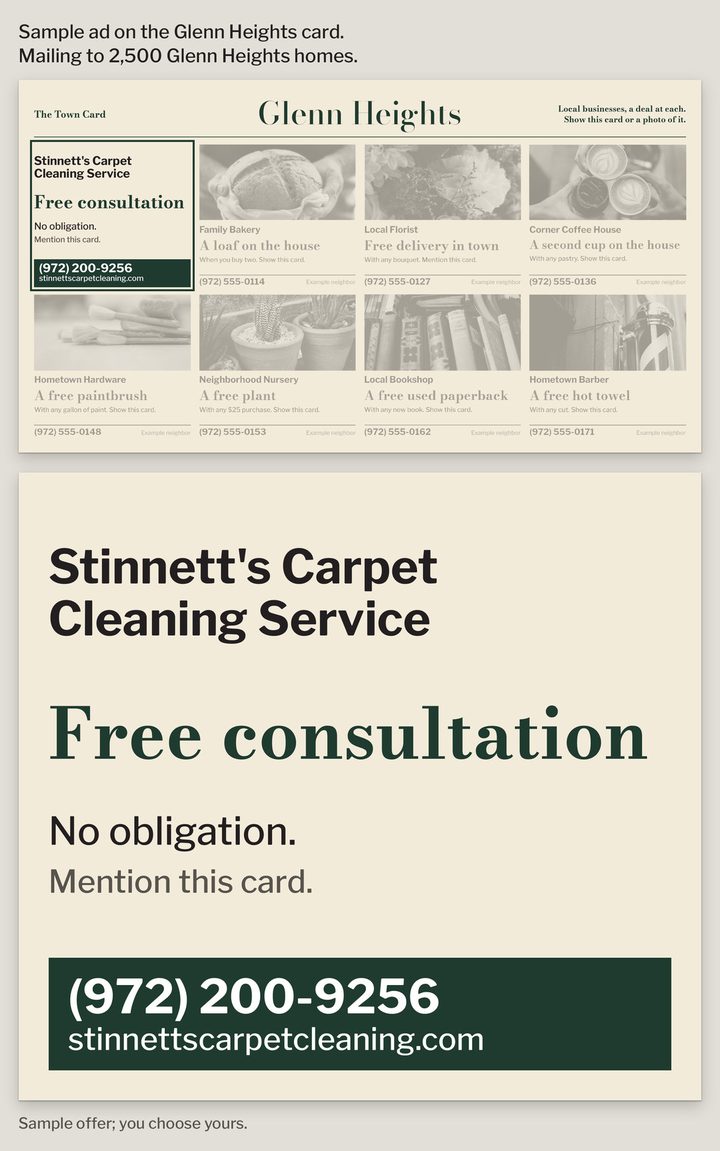 Sample ad on the Glenn Heights card.
Mailing to 2,500 Glenn Heights homes.
The Town Card
Glenn Heights
Local businesses, a deal at each.
Show this card or a photo of it.
Stinnett's Carpet
Cleaning Service
Free consultation
No obligation.
Mention this card.
(972) 200-9256
stinnettscarpetcleaning.com
Family Bakery
A loaf on the house
When you buy two. Show this card.
(972) 555-0114
Example neighbor
Local Florist
Free delivery in town
With any bouquet. Mention this card.
(972) 555-0127
Example neighbor
Corner Coffee House
A second cup on the house
With any pastry. Show this card.
(972) 555-0136
Example neighbor
Hometown Hardware
A free paintbrush
With any gallon of paint. Show this card.
(972) 555-0148
Example neighbor
Neighborhood Nursery
A free plant
With any $25 purchase. Show this card.
(972) 555-0153
Example neighbor
Local Bookshop
A free used paperback
With any new book. Show this card.
(972) 555-0162
Example neighbor
Hometown Barber
A free hot towel
With any cut. Show this card.
(972) 555-0171
Example neighbor
Stinnett's Carpet
Cleaning Service
Free consultation
No obligation.
Mention this card.
(972) 200-9256
stinnettscarpetcleaning.com
Sample offer; you choose yours.